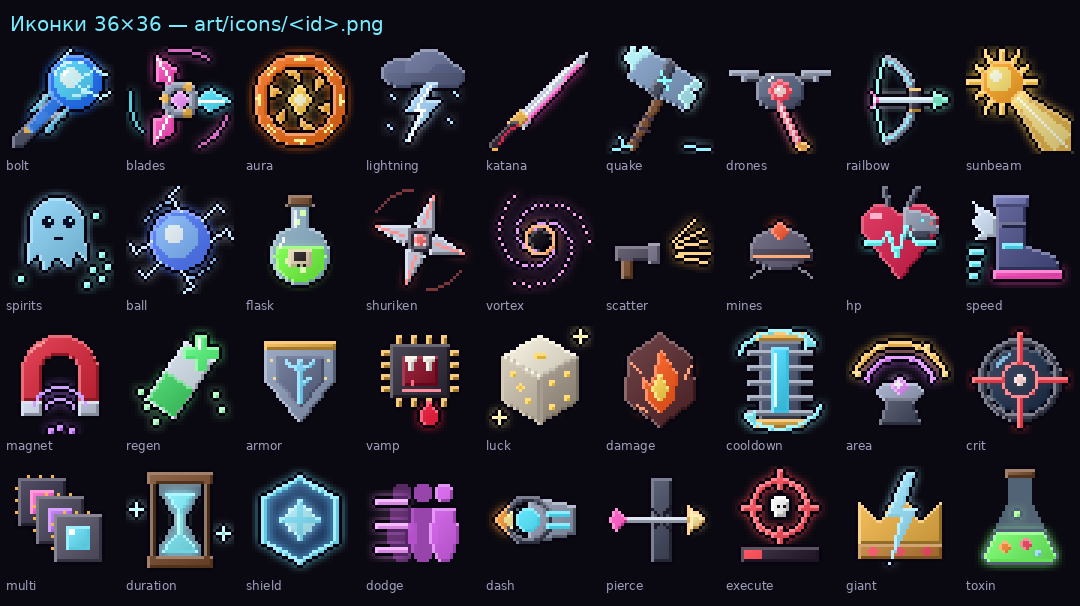 Иконки 36×36 — art/icons/<id>.png
bolt blades aura lightning katana quake drones railbow sunbeam
spirits ball flask shuriken vortex scatter mines hp speed
magnet regen armor vamp luck damage cooldown area crit
multi duration shield dodge dash pierce execute giant toxin